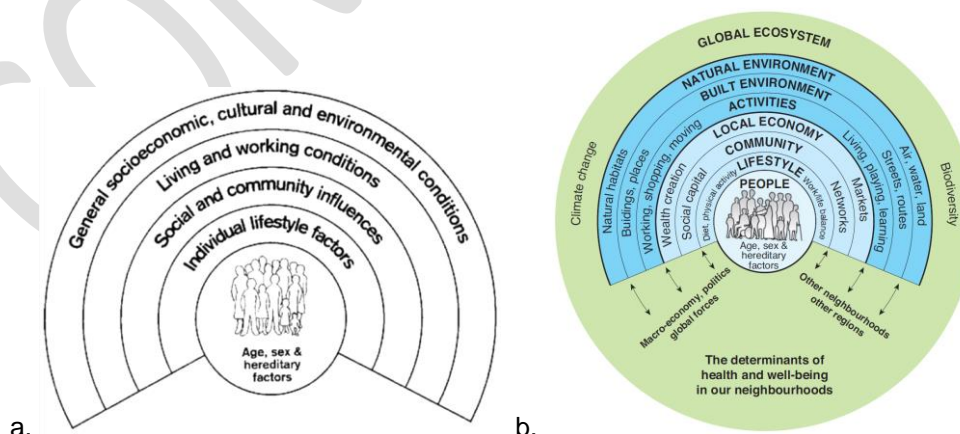 General socioeconomic, cultural and environmental conditions
Living and working conditions
Social and community influences
Individual lifestyle factors
Age, sex &
hereditary
factors
a.
GLOBAL ECOSYSTEM
NATURAL ENVIRONMENT
BUILT ENVIRONMENT
ACTIVITIES
LOCAL ECONOMY
COMMUNITY
LIFESTYLE
PEOPLE
Climate change
Natural habitats
Buildings, places
Working, shopping, moving
Wealth creation
Social capital
Diet, physical activity
Work/life balance
Networks
Markets
Living, playing, learning
Streets, routes
Air, water, land
Biodiversity
Age, sex &
hereditary
factors
Macro-economy, politics
global forces
Other neighbourhoods
other regions
The determinants of
health and well-being
in our neighbourhoods
b.